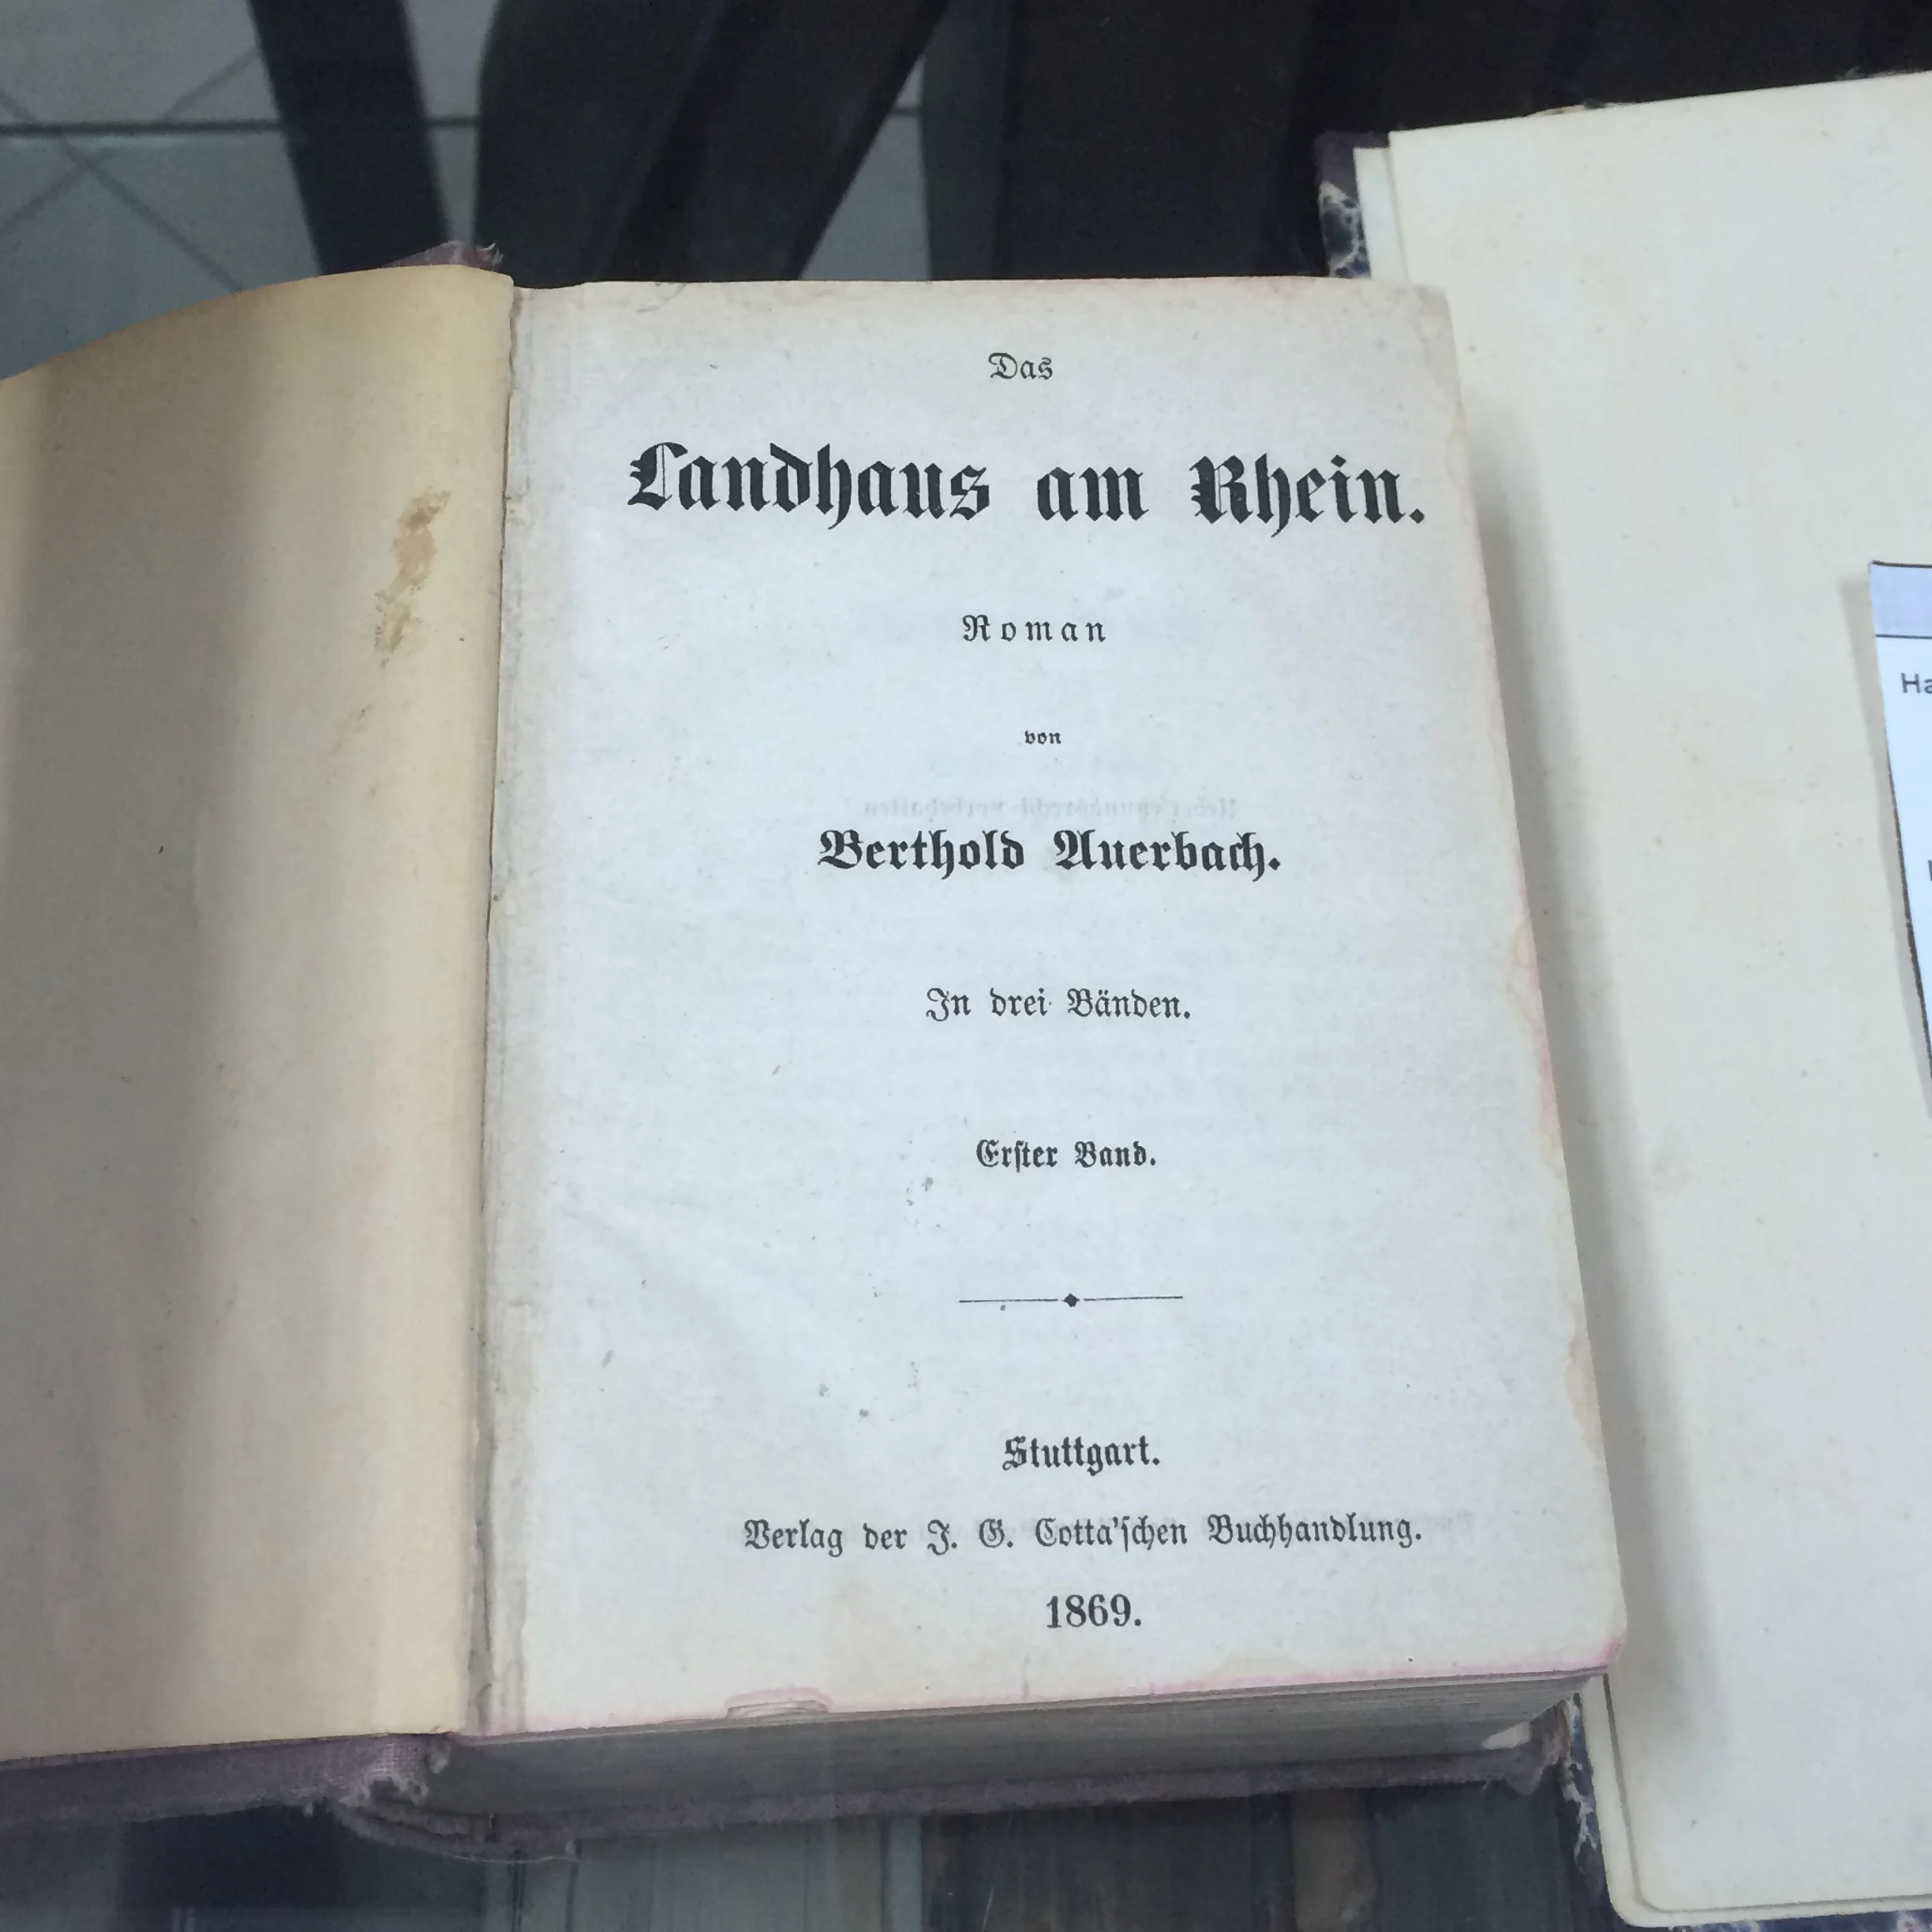 Das
Landhaus am Rhein.
Roman
von
Berthold Auerbach.
In drei Bänden.
Erſter Band.
Stuttgart.
Verlag der J. G. Cotta'ſchen Buchhandlung.
1869.